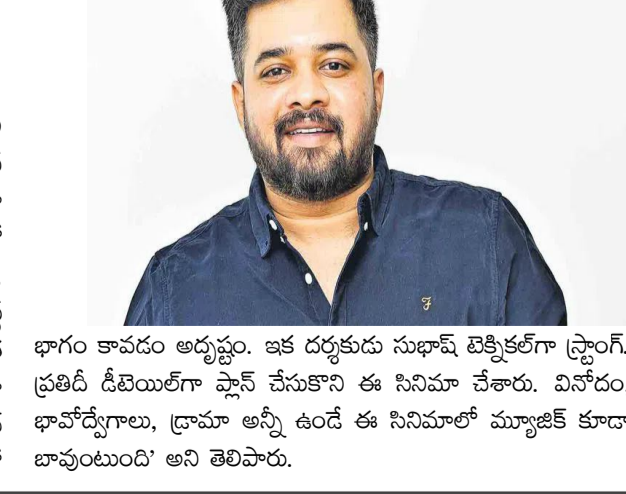 భాగం కావడం అదృష్టం. ఇక దర్శకుడు సుభాష్ టెక్నికల్‌గా స్ట్రాంగ్.
ప్రతిదీ డీటెయిల్‌గా ప్లాన్ చేసుకొని ఈ సినిమా చేశారు. వినోదం,
భావోద్వేగాలు, డ్రామా అన్నీ ఉండే ఈ సినిమాలో మ్యూజిక్ కూడా
బావుంటుంది’ అని తెలిపారు.